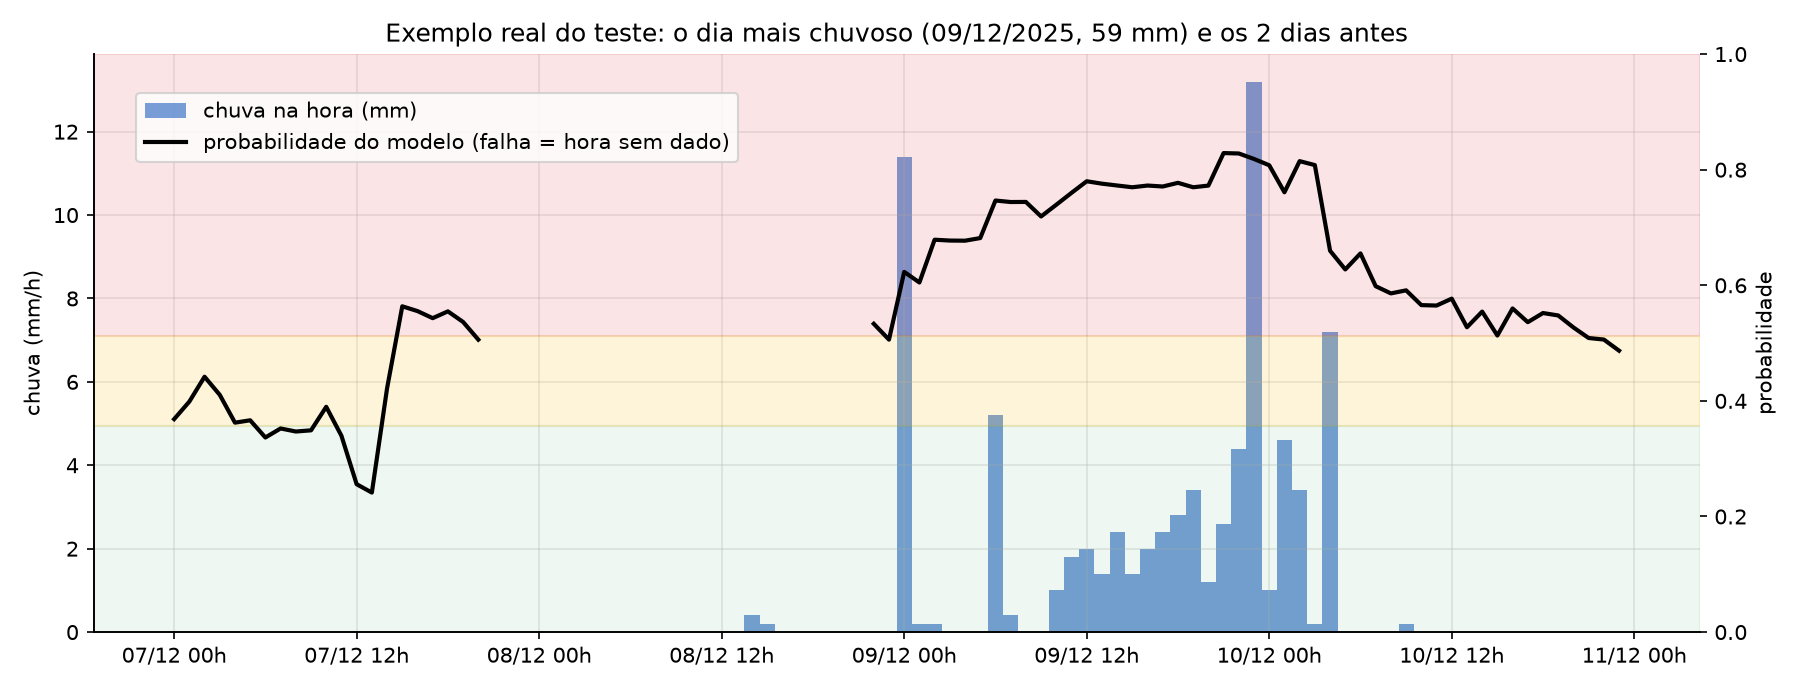 Exemplo real do teste: o dia mais chuvoso (09/12/2025, 59 mm) e os 2 dias antes
chuva na hora (mm)
probabilidade do modelo (falha = hora sem dado)
chuva (mm/h)
12
10
8
6
4
2
0
probabilidade
1.0
0.8
0.6
0.4
0.2
0.0
07/12 00h
07/12 12h
08/12 00h
08/12 12h
09/12 00h
09/12 12h
10/12 00h
10/12 12h
11/12 00h